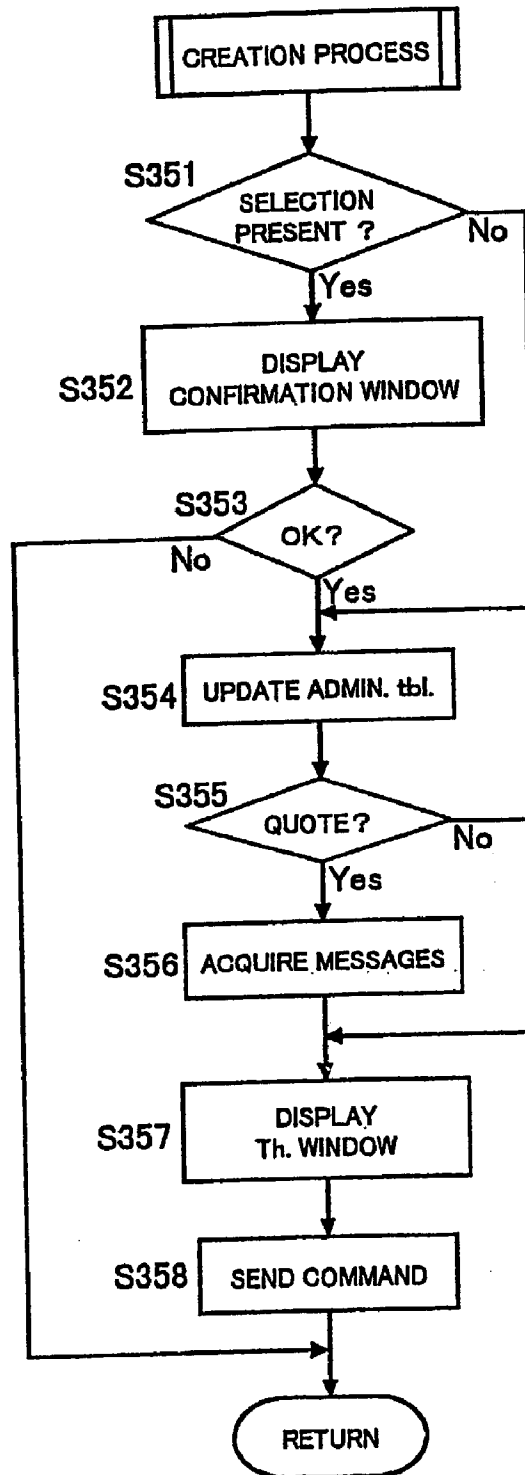 CREATION PROCESS
S351
SELECTION
PRESENT ?
No
Yes
S352
DISPLAY
CONFIRMATION WINDOW
S353
OK?
No
Yes
S354
UPDATE ADMIN. tbl.
S355
QUOTE?
No
Yes
S356
ACQUIRE MESSAGES
S357
DISPLAY
Th. WINDOW
S358
SEND COMMAND
RETURN